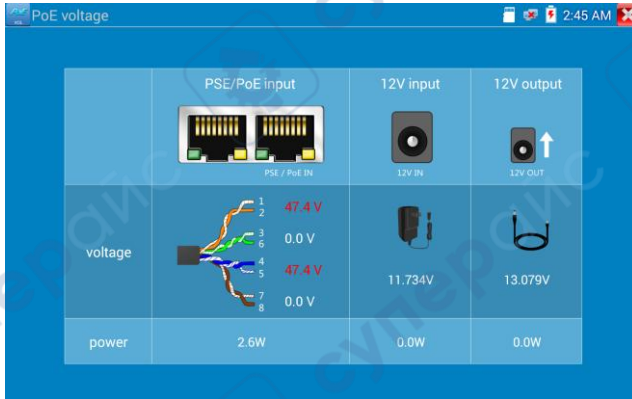 PoE voltage
2:45 AM
PSE/PoE input
12V input
12V output
PSE / PoE IN
12V IN
12V OUT
voltage
1
2
47.4 V
3
6
0.0 V
4
5
47.4 V
7
8
0.0 V
11.734V
13.079V
power
2.6W
0.0W
0.0W
суперайс